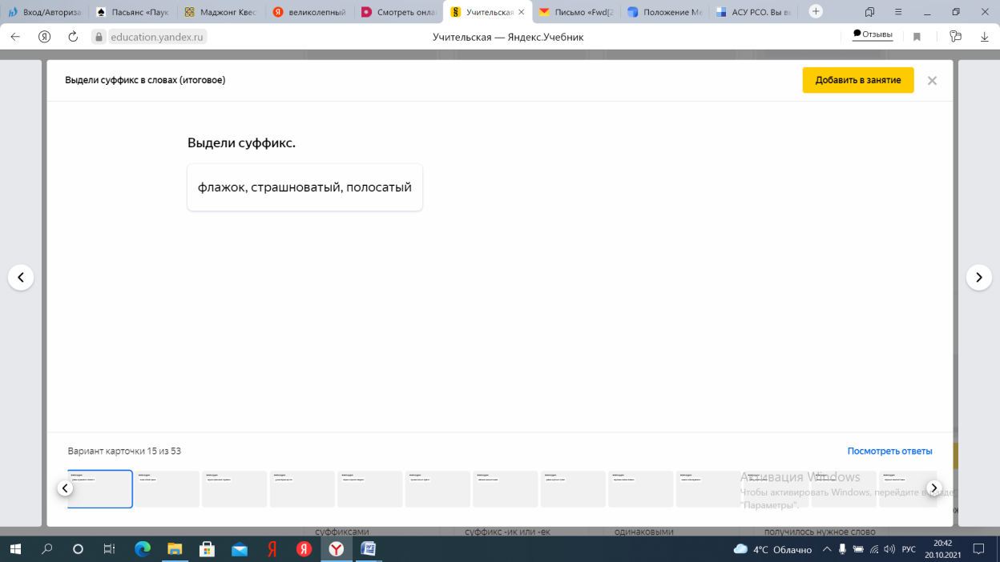 Вход/Авториза
Пасьянс «Паук
Маджонг Квес
великолепный
Смотреть онла
Учительская
Письмо «Fwd[2
Положение Ме
АСУ РСО. Вы в
education.yandex.ru
Учительская — Яндекс.Учебник
Отзывы
Выдели суффикс в словах (итоговое)
Добавить в занятие
Выдели суффикс.
флажок, страшноватый, полосатый
Вариант карточки 15 из 53
Посмотреть ответы
Активация Windows
Чтобы активировать Windows, перейдите в раздел
"Параметры".
суффиксами
суффикс -ик или -ек
одинаковыми
получилось нужное слово
4°C Облачно
РУС
20:42
20.10.2021